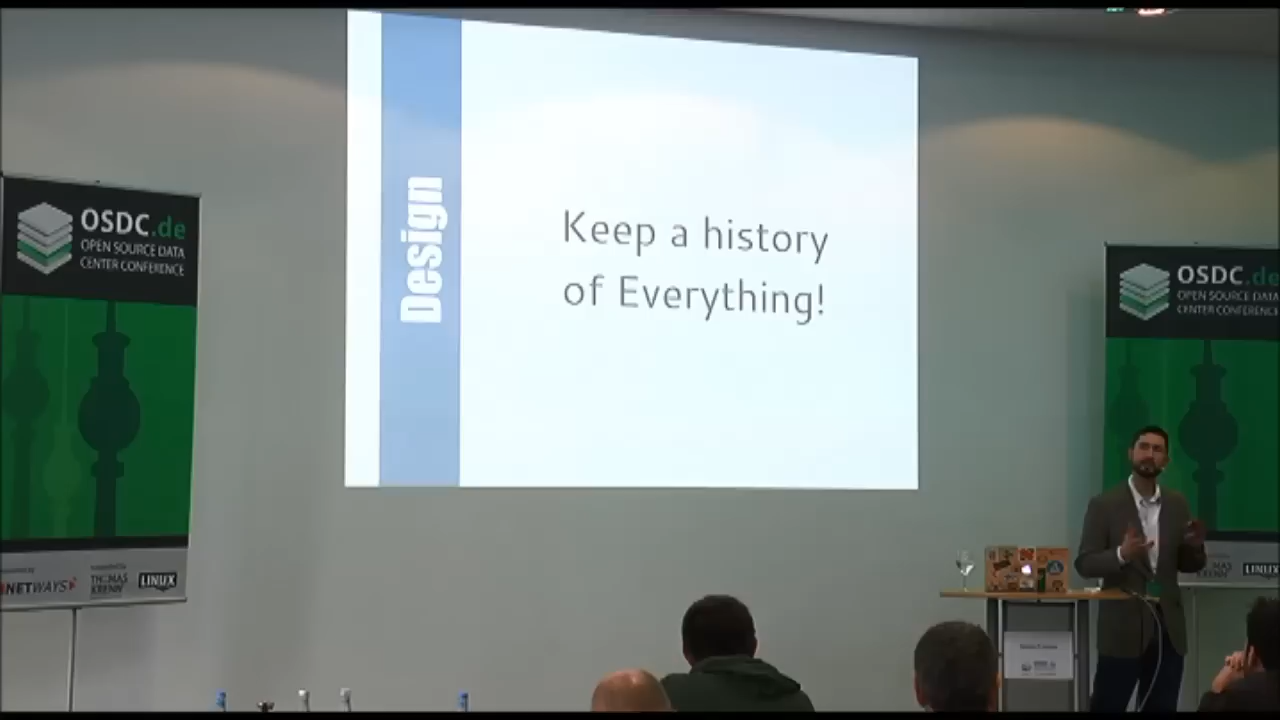 Design
Keep a history
of Everything!
OSDC.de
OPEN SOURCE DATA
CENTER CONFERENCE
NETWAYS
THOMAS
KRENN
LINUX
OSDC.de
OPEN SOURCE DATA
CENTER CONFERENCE
LINUX